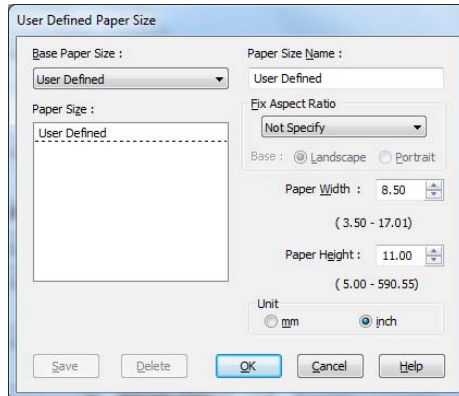 User Defined Paper Size
Base Paper Size :
User Defined
Paper Size :
User Defined
Paper Size Name :
User Defined
Fix Aspect Ratio
Not Specify
Base : Landscape Portrait
Paper Width : 8.50
( 3.50 - 17.01)
Paper Height : 11.00
( 5.00 - 590.55)
Unit
mm inch
Save Delete OK Cancel Help